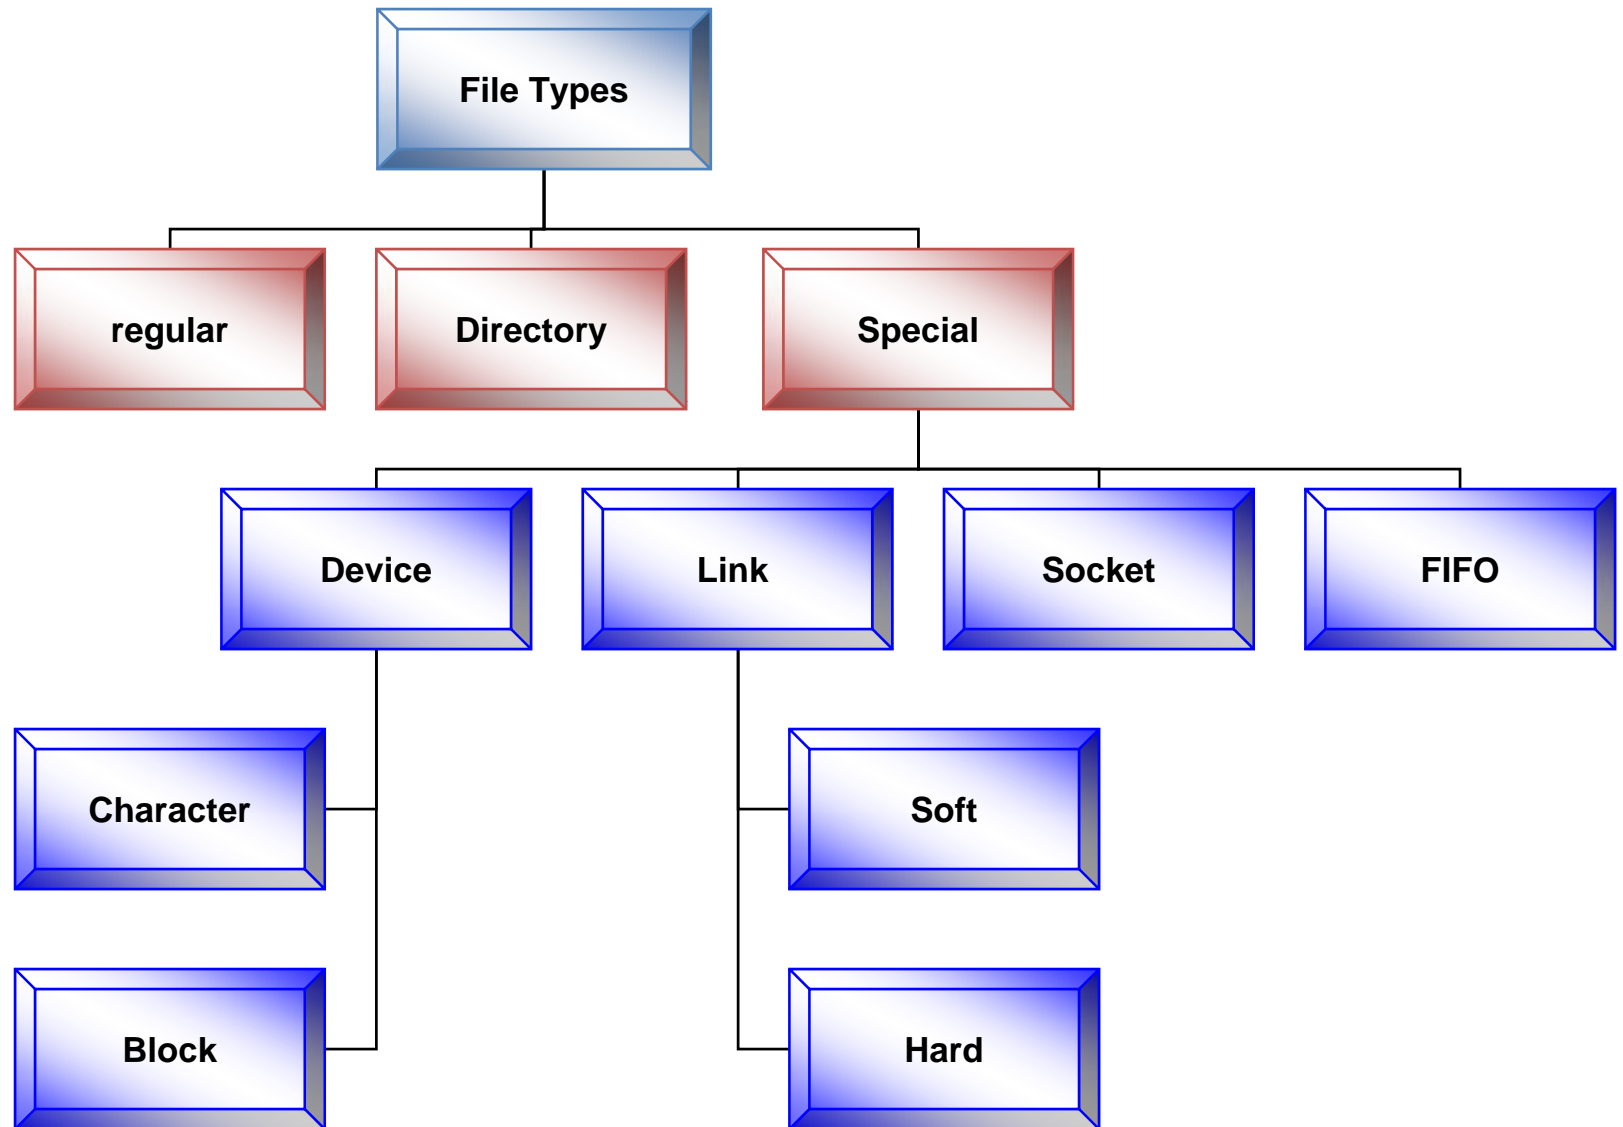 File Types
regular
Directory
Special
Device
Link
Socket
FIFO
Character
Soft
Block
Hard